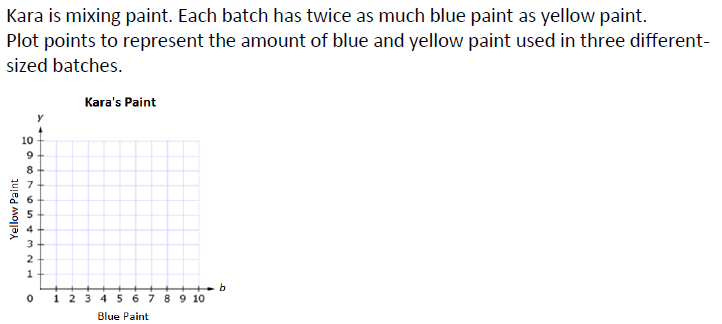 Kara is mixing paint. Each batch has twice as much blue paint as yellow paint.
Plot points to represent the amount of blue and yellow paint used in three different-
sized batches.
Kara's Paint
y
10
9
8
7
6
5
4
3
2
1
Yellow Paint
0 1 2 3 4 5 6 7 8 9 10 b
Blue Paint